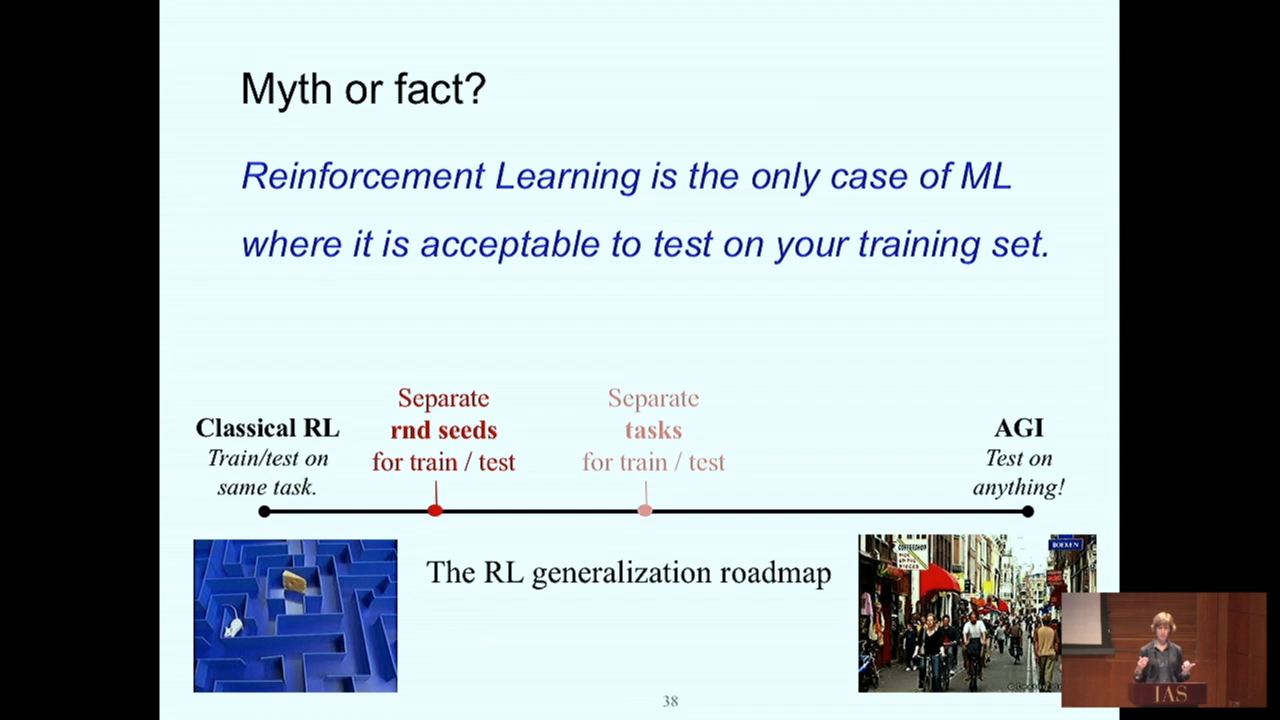 Myth or fact?
Reinforcement Learning is the only case of ML
where it is acceptable to test on your training set.
Classical RL
Train/test on
same task.
Separate
rnd seeds
for train / test
Separate
tasks
for train / test
AGI
Test on
anything!
The RL generalization roadmap
COFFEESHOP
BOEKEN
IAS
38